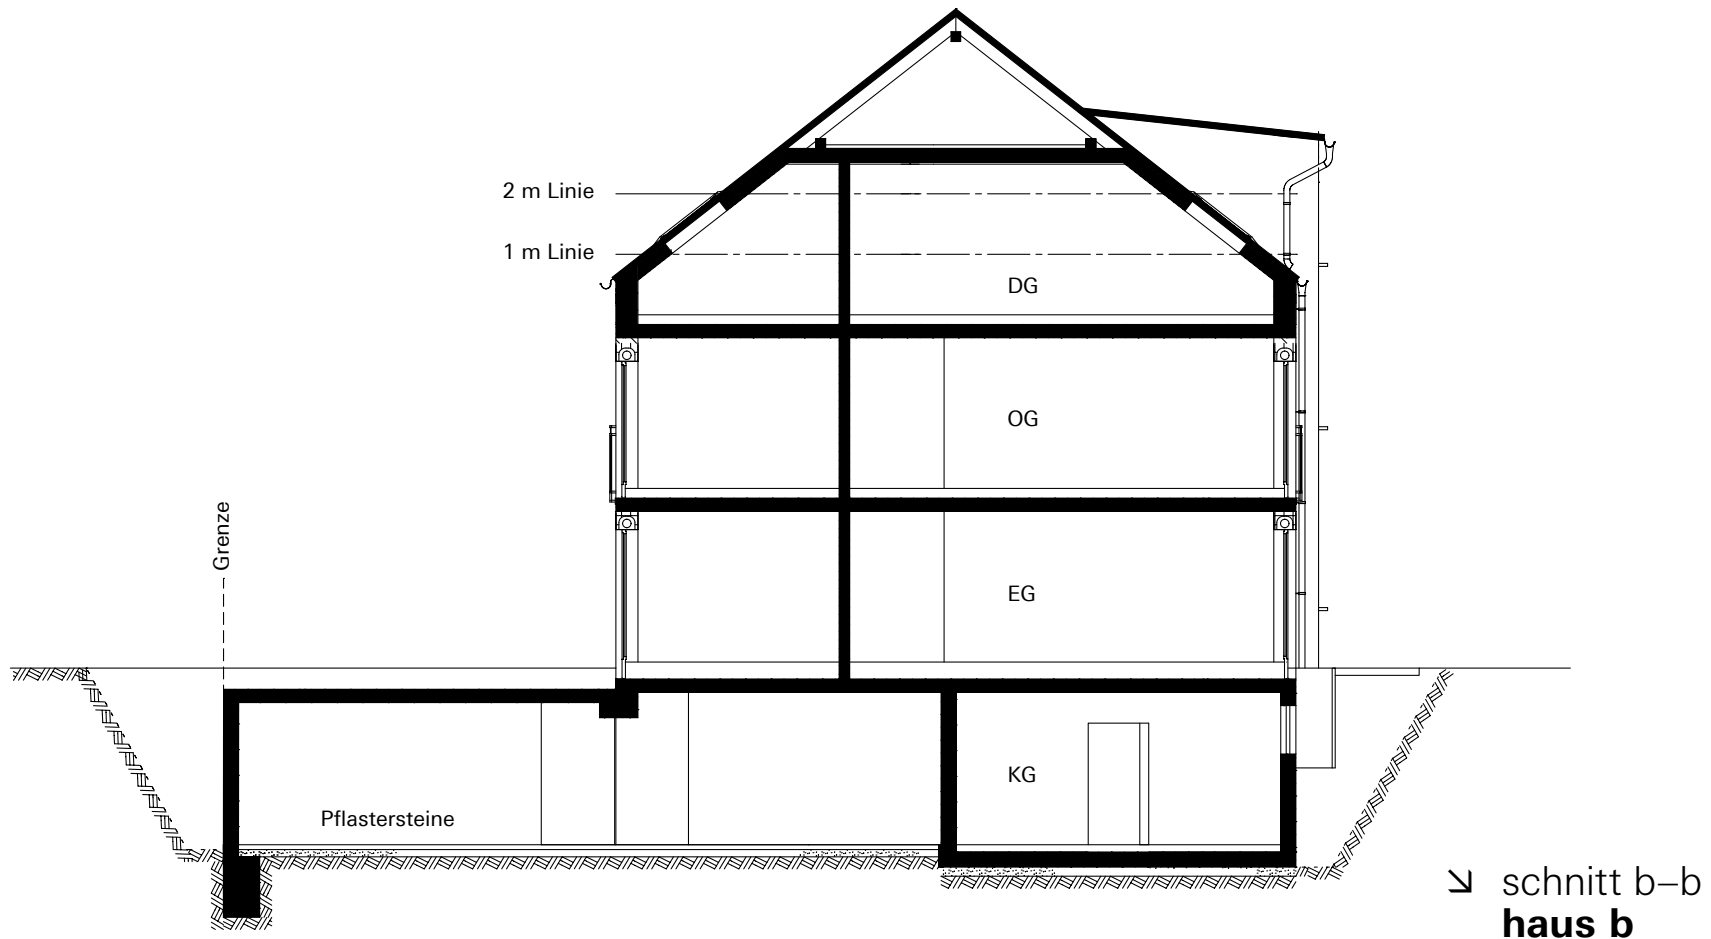 2 m Linie
1 m Linie
DG
OG
Grenze
EG
KG
Pflastersteine
schnitt b–b
haus b